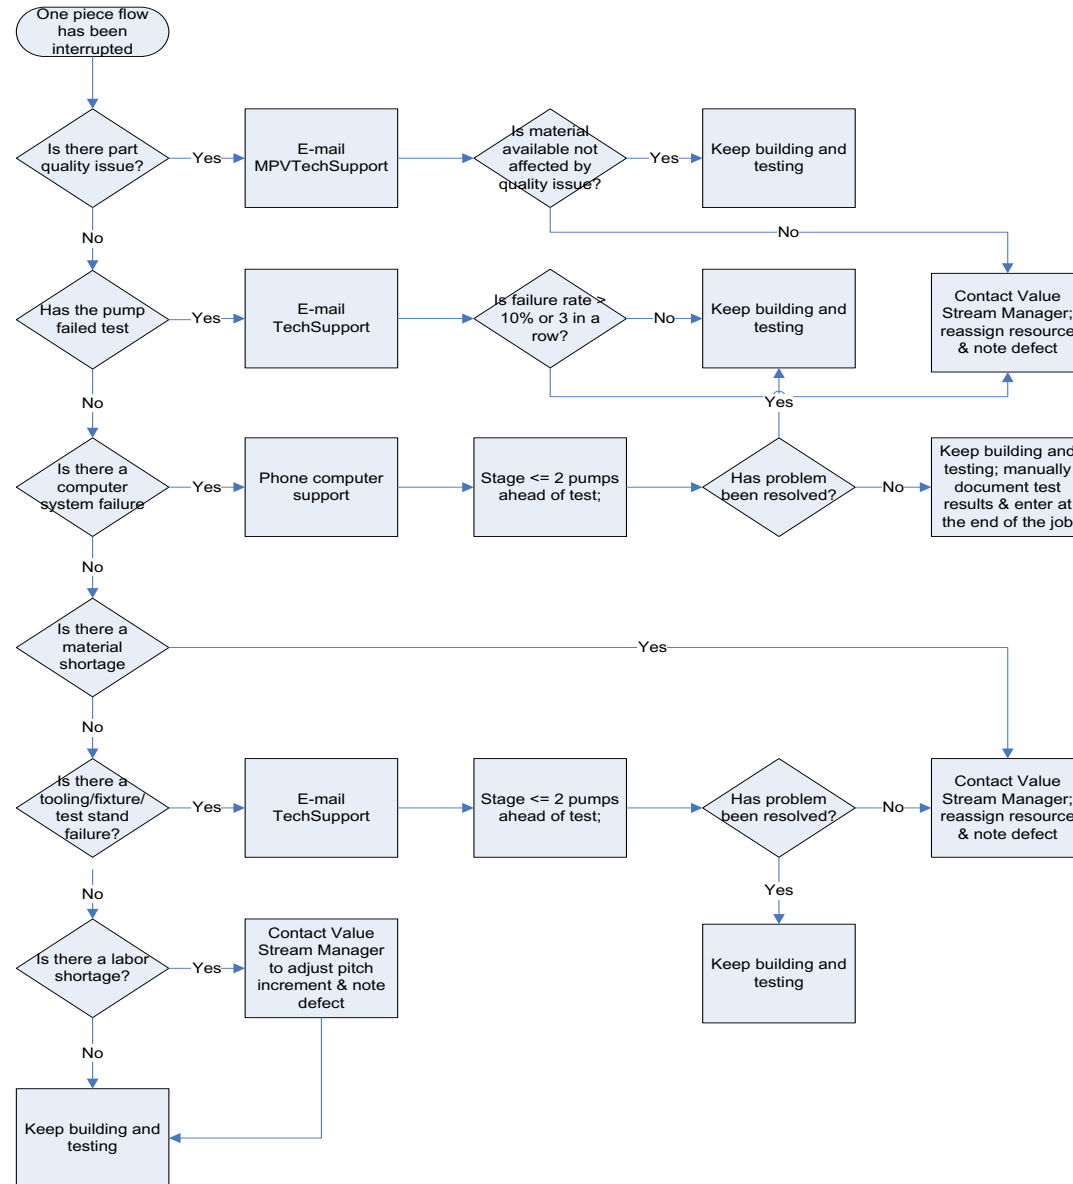 One piece flow
has been
interrupted
Is there part
quality issue?
Yes
E-mail
MPVTechSupport
Is material
available not
affected by
quality issue?
Yes
Keep building and
testing
No
No
Has the pump
failed test
Yes
E-mail
TechSupport
Is failure rate >
10% or 3 in a
row?
No
Keep building and
testing
Contact Value
Stream Manager;
reassign resource
& note defect
No
Yes
Is there a
computer
system failure
Yes
Phone computer
support
Stage <= 2 pumps
ahead of test;
Has problem
been resolved?
No
Keep building and
testing; manually
document test
results & enter at
the end of the job
No
Is there a
material
shortage
Yes
No
Is there a
tooling/fixture/
test stand
failure?
Yes
E-mail
TechSupport
Stage <= 2 pumps
ahead of test;
Has problem
been resolved?
No
Contact Value
Stream Manager;
reassign resource
& note defect
No
Yes
Is there a labor
shortage?
Yes
Contact Value
Stream Manager
to adjust pitch
increment & note
defect
Keep building and
testing
No
Keep building and
testing